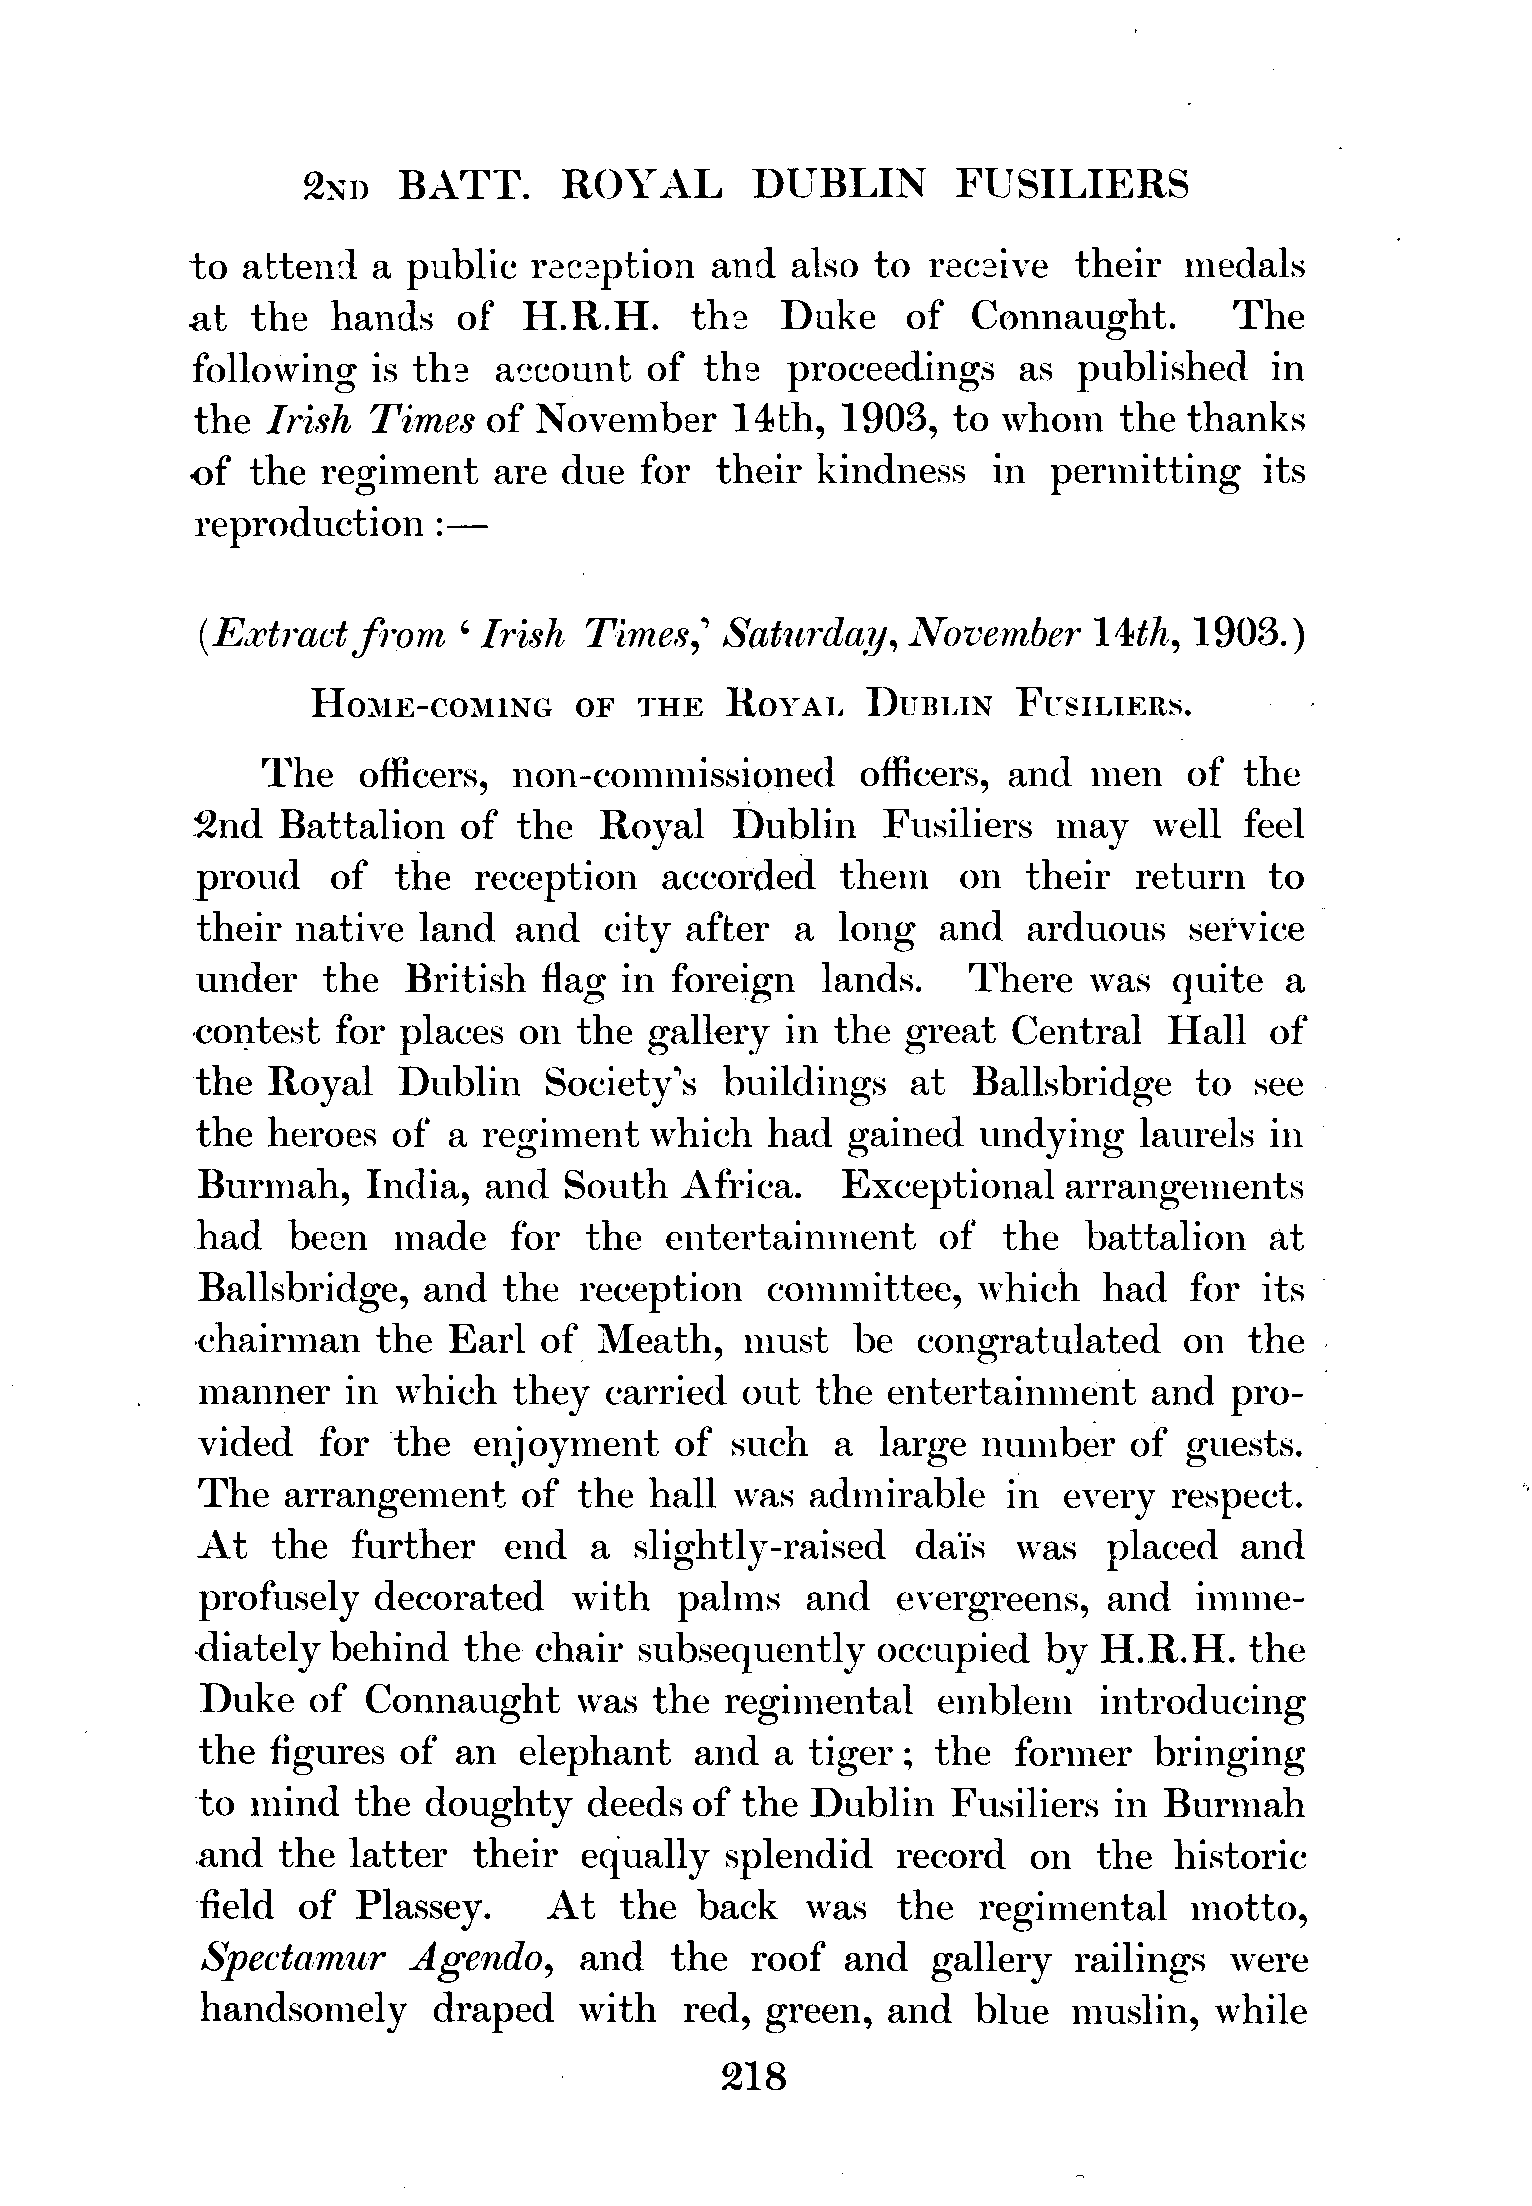 2ND BATT. ROYAL DUBLIN FUSILIERS
to attend a public reception and also to receive their medals
at the hands of H.R.H. the Duke of Connaught. The
following is the account of the proceedings as published in
the Irish Times of November 14th, 1903, to whom the thanks
of the regiment are due for their kindness in permitting its
reproduction :—
(Extract from ‘Irish Times,’ Saturday, November 14th, 1903.)
HOME-COMING OF THE ROYAL DUBLIN FUSILIERS.
The officers, non-commissioned officers, and men of the
2nd Battalion of the Royal Dublin Fusiliers may well feel
proud of the reception accorded them on their return to
their native land and city after a long and arduous service
under the British flag in foreign lands. There was quite a
contest for places on the gallery in the great Central Hall of
the Royal Dublin Society's buildings at Ballsbridge to see
the heroes of a regiment which had gained undying laurels in
Burmah, India, and South Africa. Exceptional arrangements
had been made for the entertainment of the battalion at
Ballsbridge, and the reception committee, which had for its
chairman the Earl of Meath, must be congratulated on the
manner in which they carried out the entertainment and pro-
vided for the enjoyment of such a large number of guests.
The arrangement of the hall was admirable in every respect.
At the further end a slightly-raised daïs was placed and
profusely decorated with palms and evergreens, and imme-
diately behind the chair subsequently occupied by H.R.H. the
Duke of Connaught was the regimental emblem introducing
the figures of an elephant and a tiger; the former bringing
to mind the doughty deeds of the Dublin Fusiliers in Burmah
and the latter their equally splendid record on the historic
field of Plassey. At the back was the regimental motto,
Spectamur Agendo, and the roof and gallery railings were
handsomely draped with red, green, and blue muslin, while
218